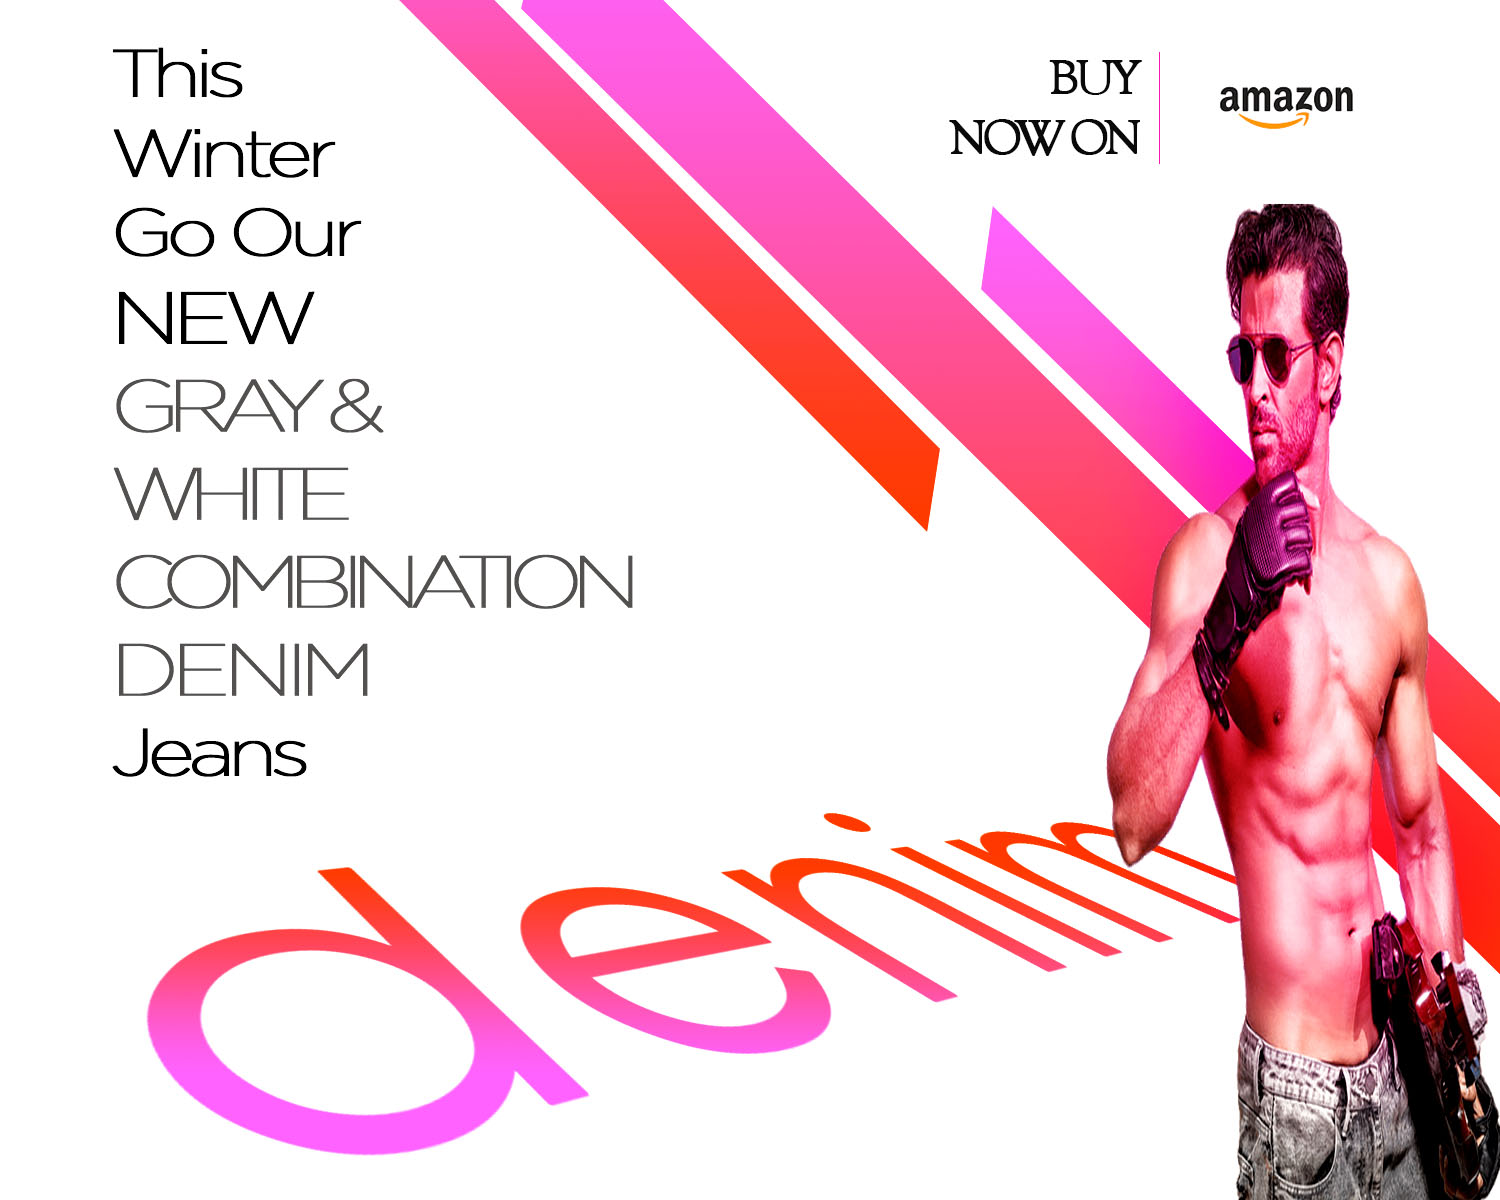 This
Winter
Go Our
NEW
GRAY &
WHITE
COMBINATION
DENIM
Jeans
BUY
NOW ON
amazon
denim